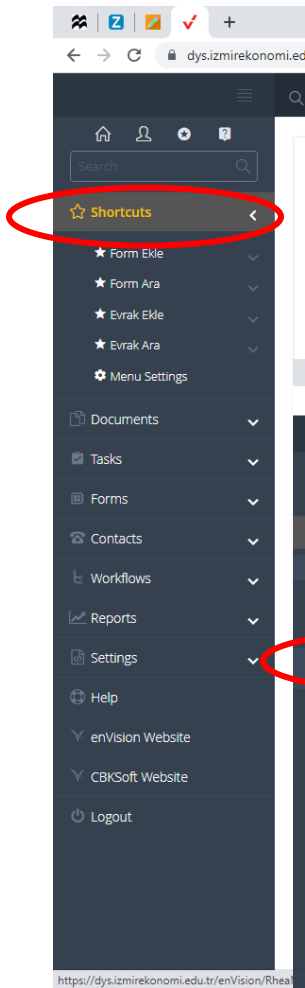 dys.izmirekonomi.ed
Search
Shortcuts
Form Ekle
Form Ara
Evrak Ekle
Evrak Ara
Menu Settings
Documents
Tasks
Forms
Contacts
Workflows
Reports
Settings
Help
enVision Website
CBKSoft Website
Logout
https://dys.izmirekonomi.edu.tr/enVision/Rheal